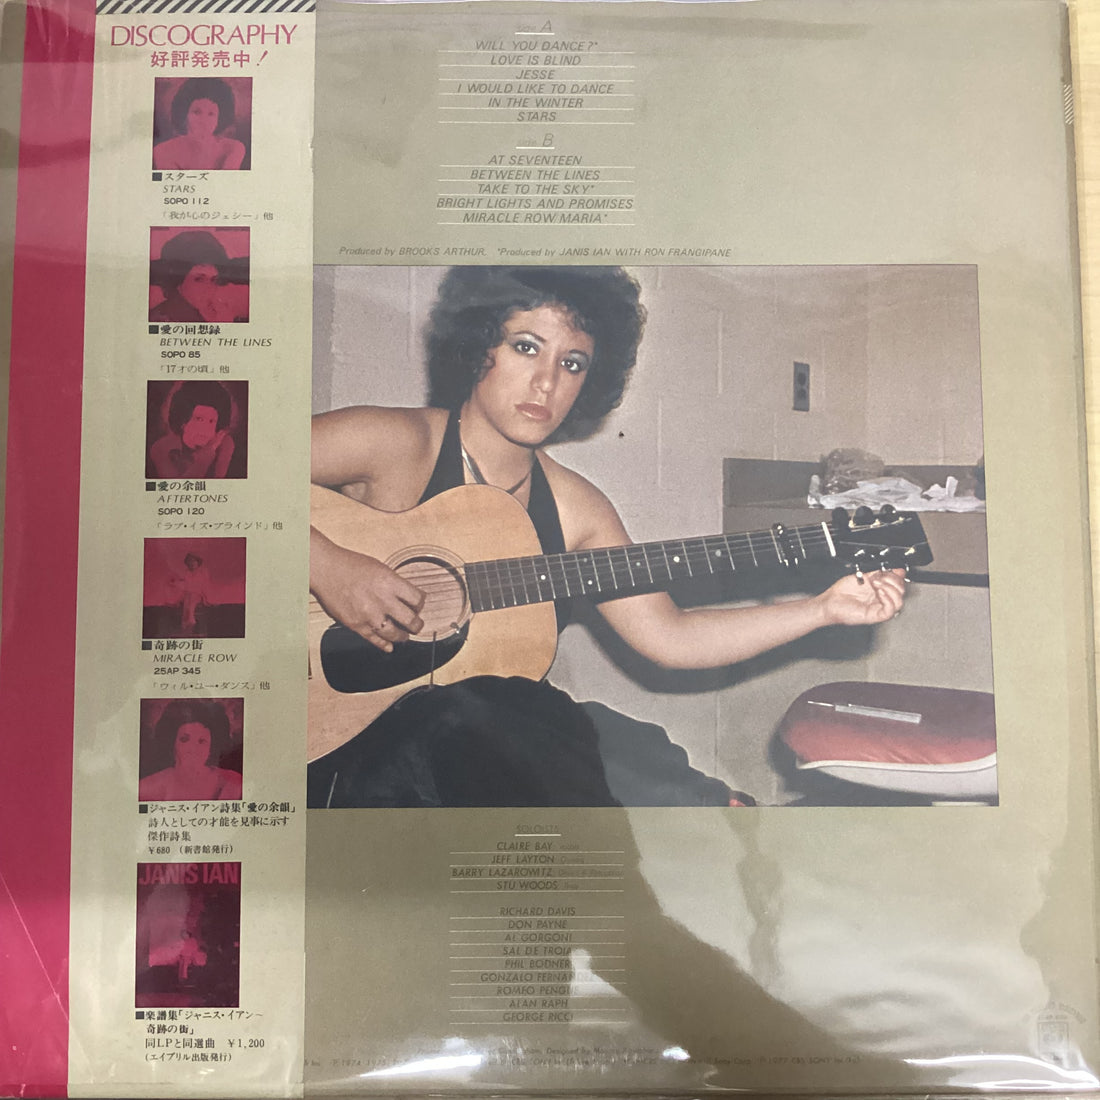 DISCOGRAPHY
好評発売中!
■スターズ
STARS
SOPO 112
「我が心のジェシー」他
■愛の回想録
BETWEEN THE LINES
SOPO 85
「17才の頃」他
■愛の余韻
AFTERTONES
SOPO 120
「ラブ・イズ・ブラインド」他
■奇跡の街
MIRACLE ROW
25AP 345
「ウィル・ユー・ダンス」他
■ジャニス・イアン詩集「愛の余韻」
詩人としての才能を見事に示す
傑作詩集
¥680 (新書館発行)
JANIS IAN
■楽譜集「ジャニス・イアン～
奇跡の街」
同LPと同選曲 ¥1,200
(エイプリル出版発行)
side A
WILL YOU DANCE?*
LOVE IS BLIND
JESSE
I WOULD LIKE TO DANCE
IN THE WINTER
STARS
side B
AT SEVENTEEN
BETWEEN THE LINES
TAKE TO THE SKY*
BRIGHT LIGHTS AND PROMISES
MIRACLE ROW/MARIA*
Produced by BROOKS ARTHUR. *Produced by JANIS IAN WITH RON FRANGIPANE
SOLOISTS
CLAIRE BAY
JEFF LAYTON
BARRY LAZAROWITZ
STU WOODS
RICHARD DAVIS
DON PAYNE
AL GORGONI
SAL DE TROIA
PHIL BODNER
GONZALO FERNANDEZ
ROMEO PENQUE
ALAN RAPH
GEORGE RICCI